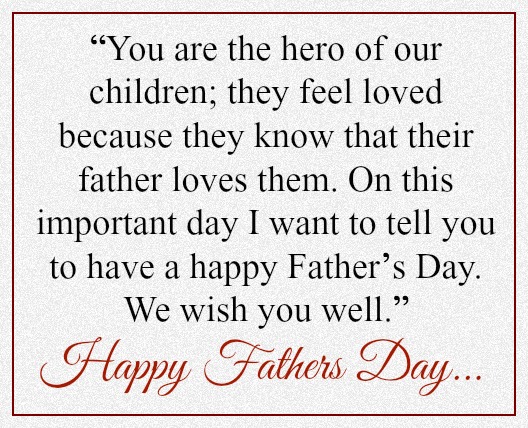 “You are the hero of our
children; they feel loved
because they know that their
father loves them. On this
important day I want to tell you
to have a happy Father’s Day.
We wish you well.”
Happy Fathers Day...